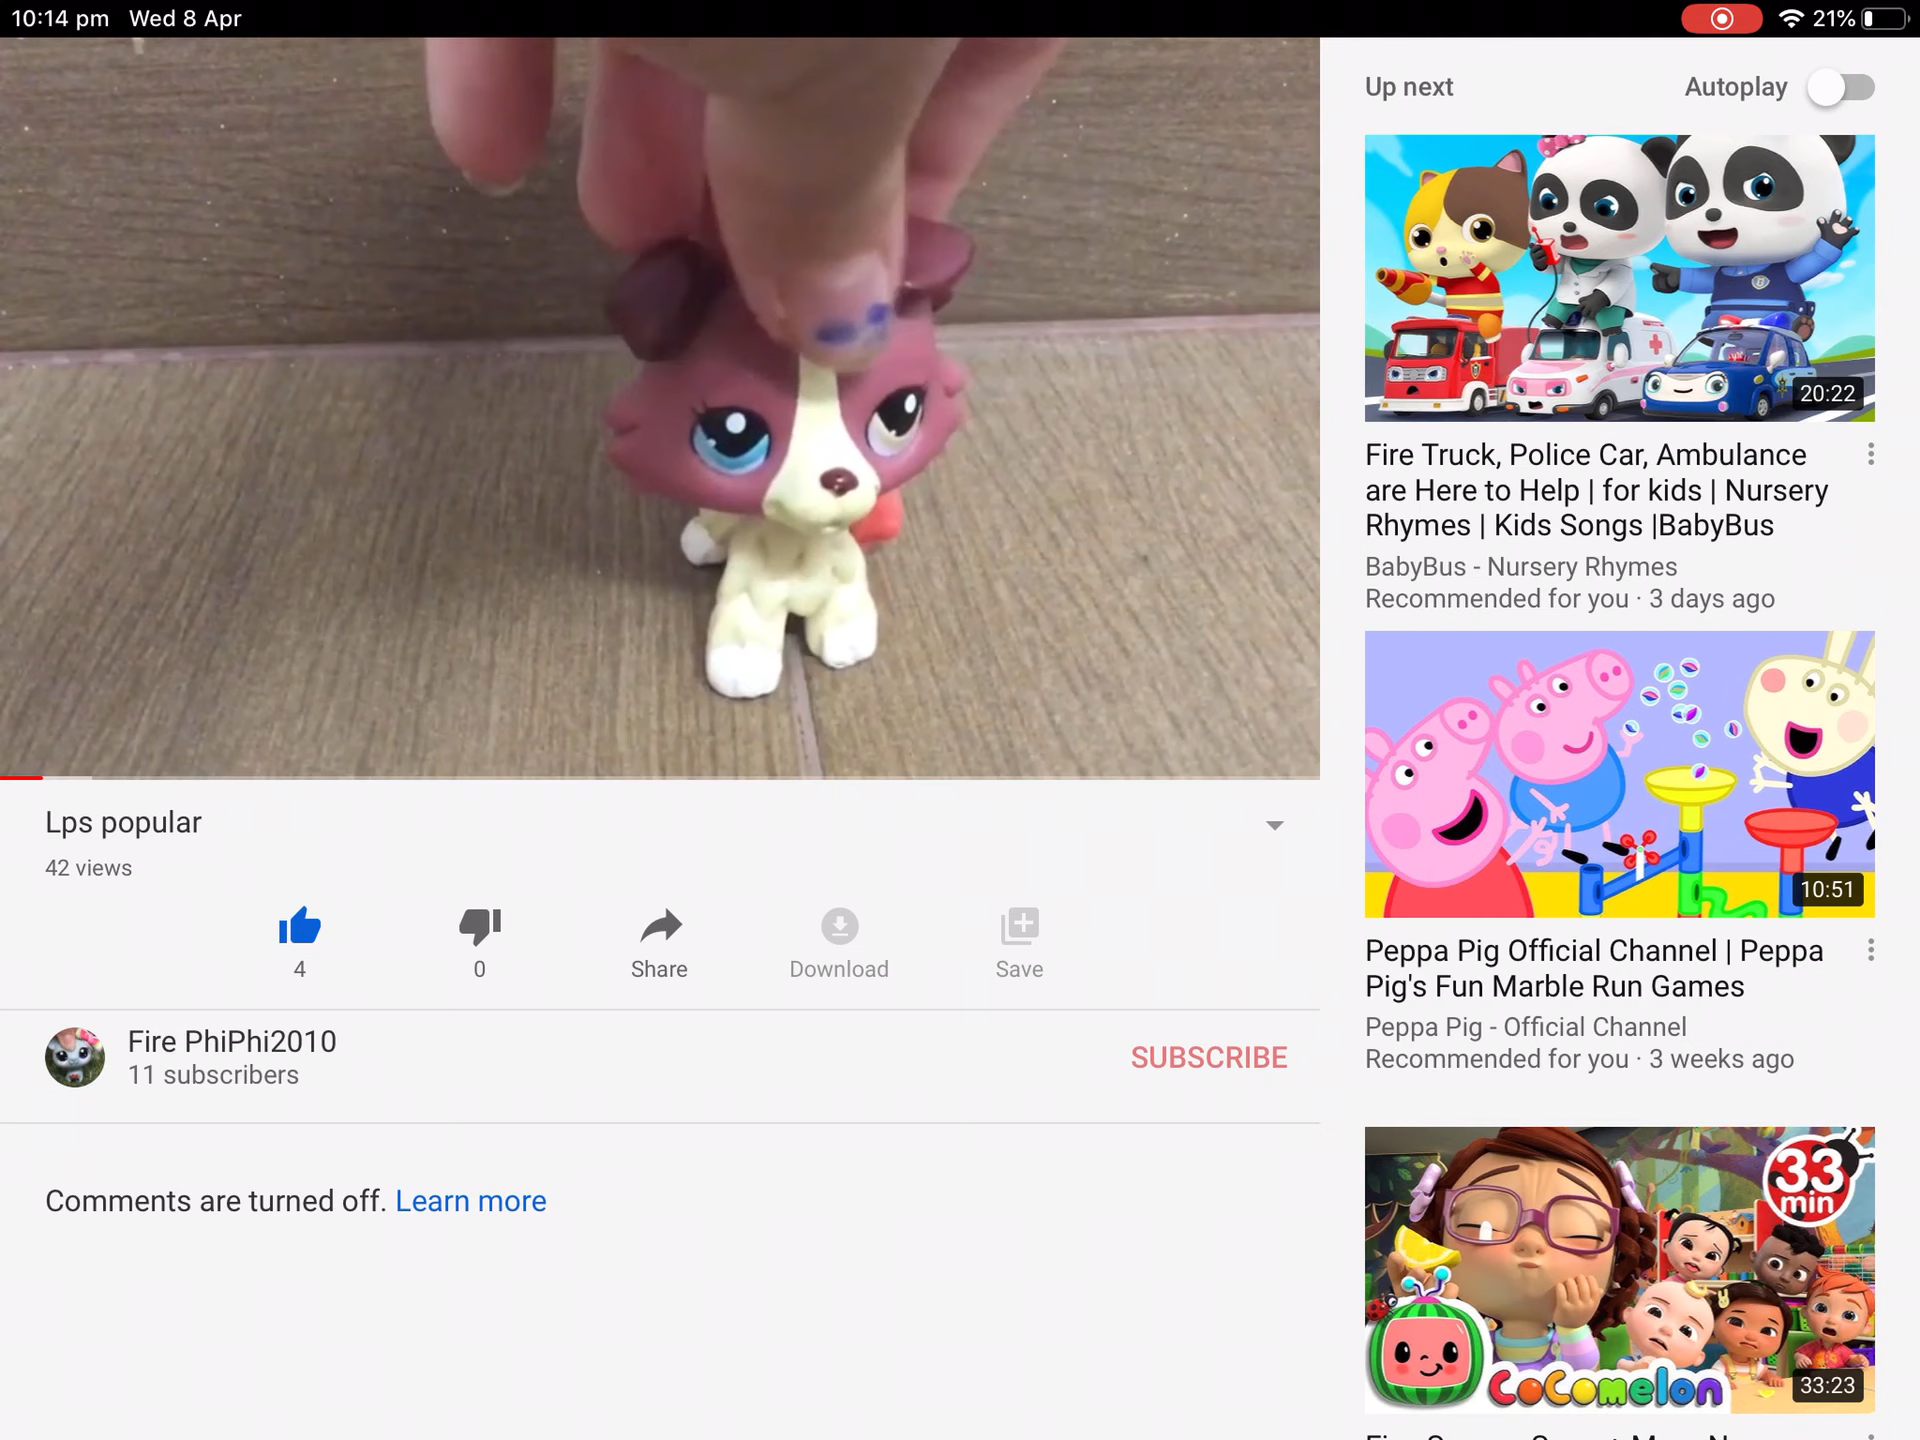 10:14 pm Wed 8 Apr
21%
Up next
Autoplay
20:22
Fire Truck, Police Car, Ambulance
are Here to Help | for kids | Nursery
Rhymes | Kids Songs |BabyBus
BabyBus - Nursery Rhymes
Recommended for you · 3 days ago
10:51
Peppa Pig Official Channel | Peppa
Pig's Fun Marble Run Games
Peppa Pig - Official Channel
Recommended for you · 3 weeks ago
33
min
CoComelon
33:23
Lps popular
42 views
4
0
Share
Download
Save
Fire PhiPhi2010
11 subscribers
SUBSCRIBE
Comments are turned off. Learn more